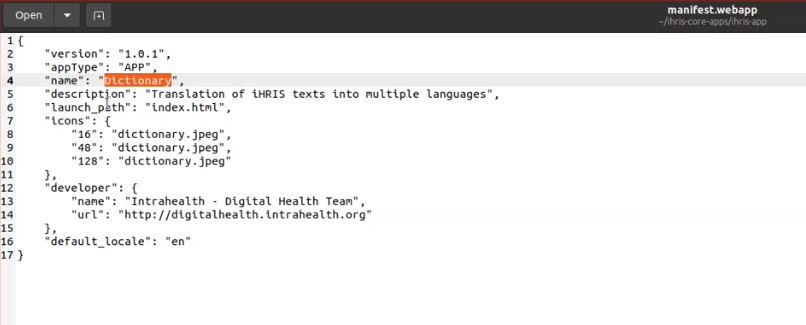 Open
manifest.webapp
~/ihris-core-apps/ihris-app
1 {
2 "version": "1.0.1",
3 "appType": "APP",
4 "name": "Dictionary",
5 "description": "Translation of iHRIS texts into multiple languages",
6 "launch_path": "index.html",
7 "icons": {
8 "16": "dictionary.jpeg",
9 "48": "dictionary.jpeg",
10 "128": "dictionary.jpeg"
11 },
12 "developer": {
13 "name": "Intrahealth - Digital Health Team",
14 "url": "http://digitalhealth.intrahealth.org"
15 },
16 "default_locale": "en"
17 }